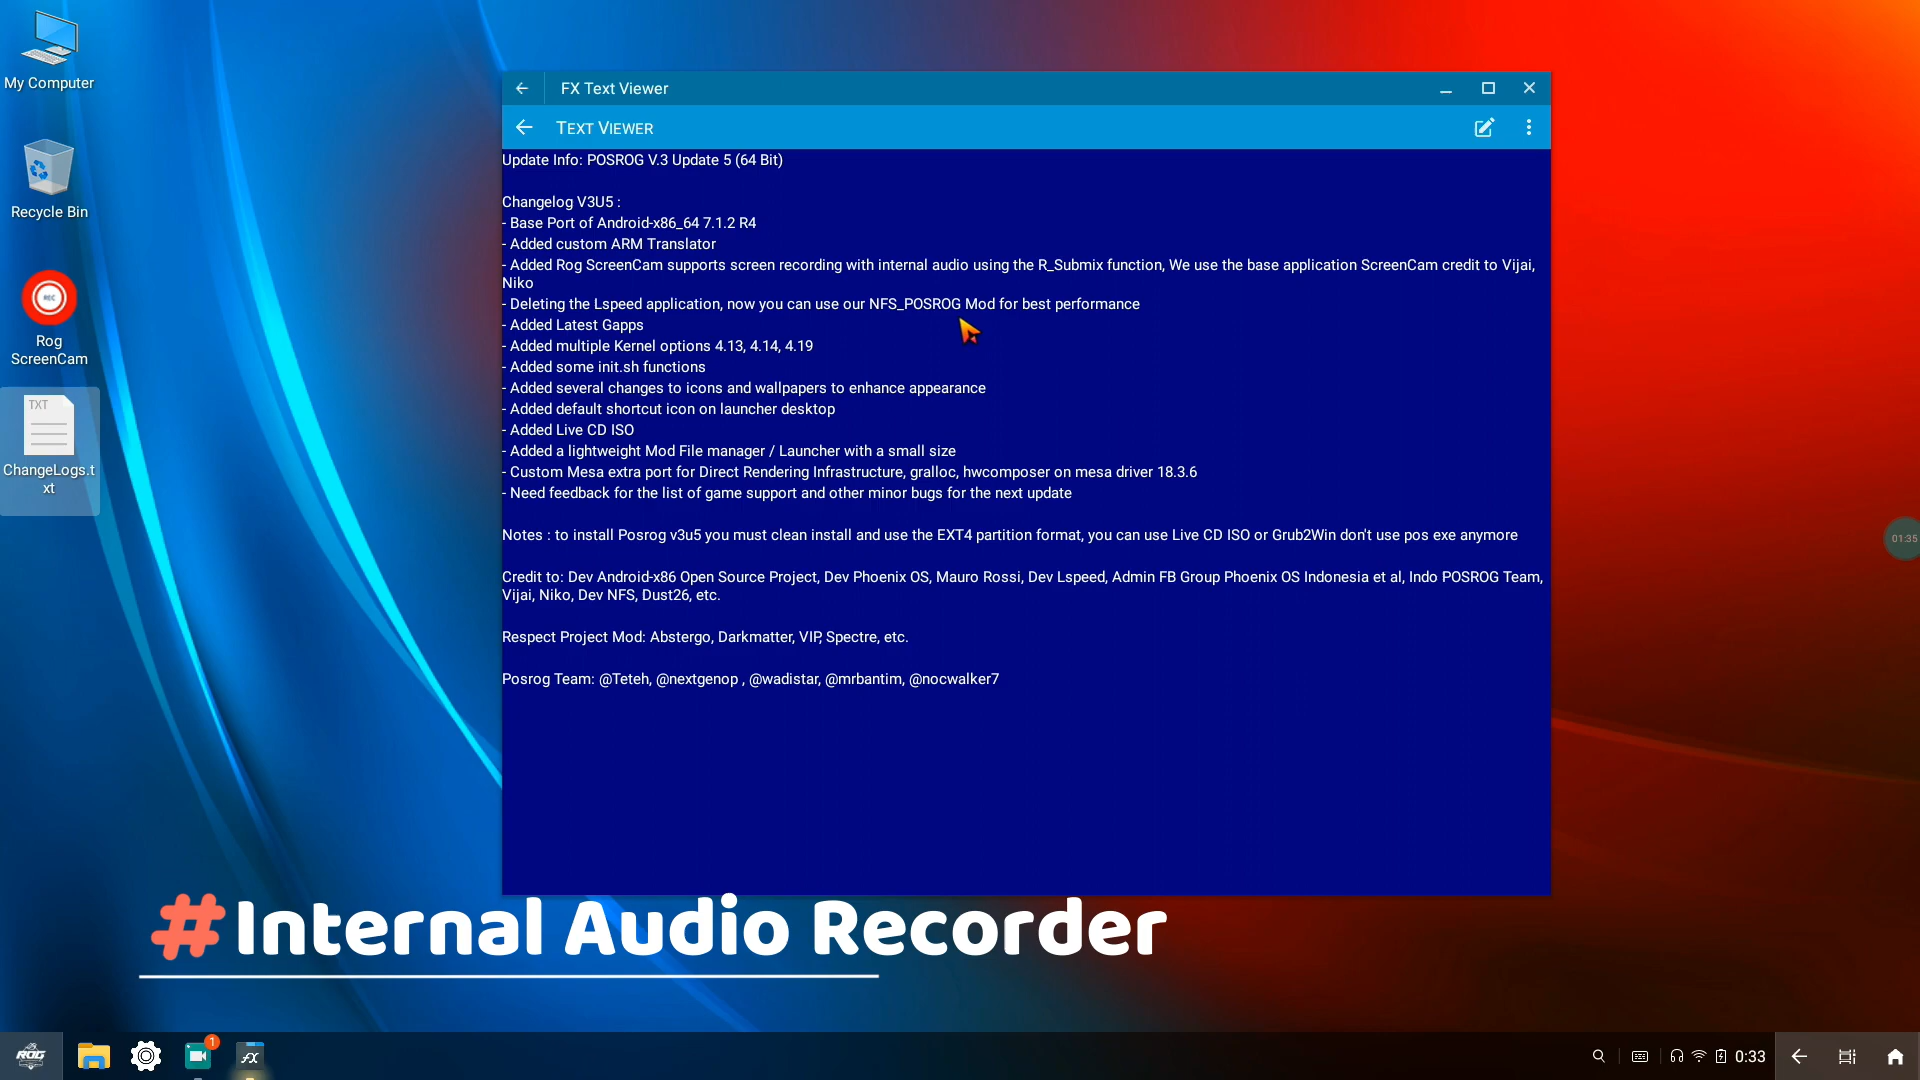 My Computer
Recycle Bin
REC
Rog
ScreenCam
TXT
ChangeLogs.t
xt
FX Text Viewer
TEXT VIEWER
Update Info: POSROG V.3 Update 5 (64 Bit)
Changelog V3U5 :
- Base Port of Android-x86_64 7.1.2 R4
- Added custom ARM Translator
- Added Rog ScreenCam supports screen recording with internal audio using the R_Submix function, We use the base application ScreenCam credit to Vijai,
Niko
- Deleting the Lspeed application, now you can use our NFS_POSROG Mod for best performance
- Added Latest Gapps
- Added multiple Kernel options 4.13, 4.14, 4.19
- Added some init.sh functions
- Added several changes to icons and wallpapers to enhance appearance
- Added default shortcut icon on launcher desktop
- Added Live CD ISO
- Added a lightweight Mod File manager / Launcher with a small size
- Custom Mesa extra port for Direct Rendering Infrastructure, gralloc, hwcomposer on mesa driver 18.3.6
- Need feedback for the list of game support and other minor bugs for the next update
Notes : to install Posrog v3u5 you must clean install and use the EXT4 partition format, you can use Live CD ISO or Grub2Win don't use pos exe anymore
Credit to: Dev Android-x86 Open Source Project, Dev Phoenix OS, Mauro Rossi, Dev Lspeed, Admin FB Group Phoenix OS Indonesia et al, Indo POSROG Team,
Vijai, Niko, Dev NFS, Dust26, etc.
Respect Project Mod: Abstergo, Darkmatter, VIP, Spectre, etc.
Posrog Team: @Teteh, @nextgenop , @wadistar, @mrbantim, @nocwalker7
01:35
#Internal Audio Recorder
ROG
1
FX
0:33